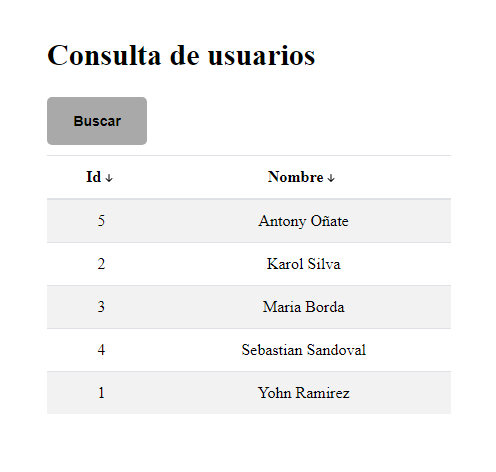 Consulta de usuarios
Buscar
Id ↓ Nombre ↓
5 Antony Oñate
2 Karol Silva
3 Maria Borda
4 Sebastian Sandoval
1 Yohn Ramirez